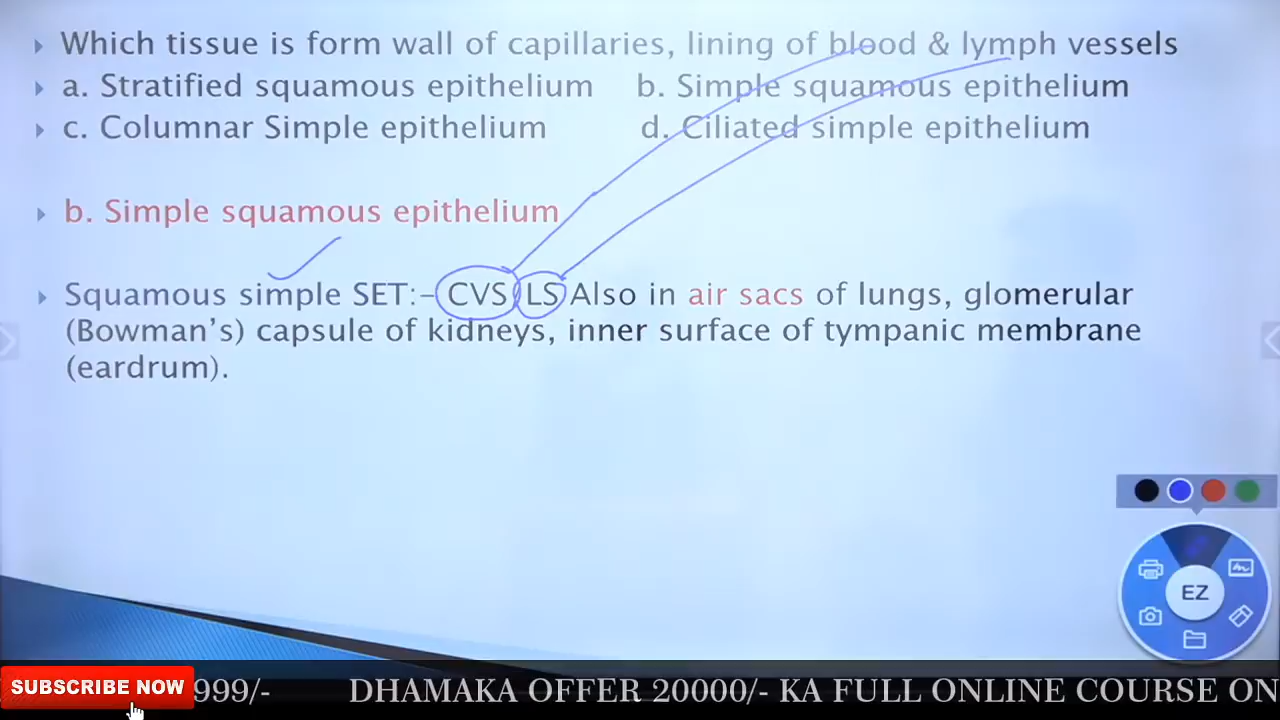 Which tissue is form wall of capillaries, lining of blood & lymph vessels
a. Stratified squamous epithelium b. Simple squamous epithelium
c. Columnar Simple epithelium d. Ciliated simple epithelium
b. Simple squamous epithelium
Squamous simple SET:- CVS LS Also in air sacs of lungs, glomerular
(Bowman's) capsule of kidneys, inner surface of tympanic membrane
(eardrum).
EZ
SUBSCRIBE NOW 999/- DHAMAKA OFFER 20000/- KA FULL ONLINE COURSE ON